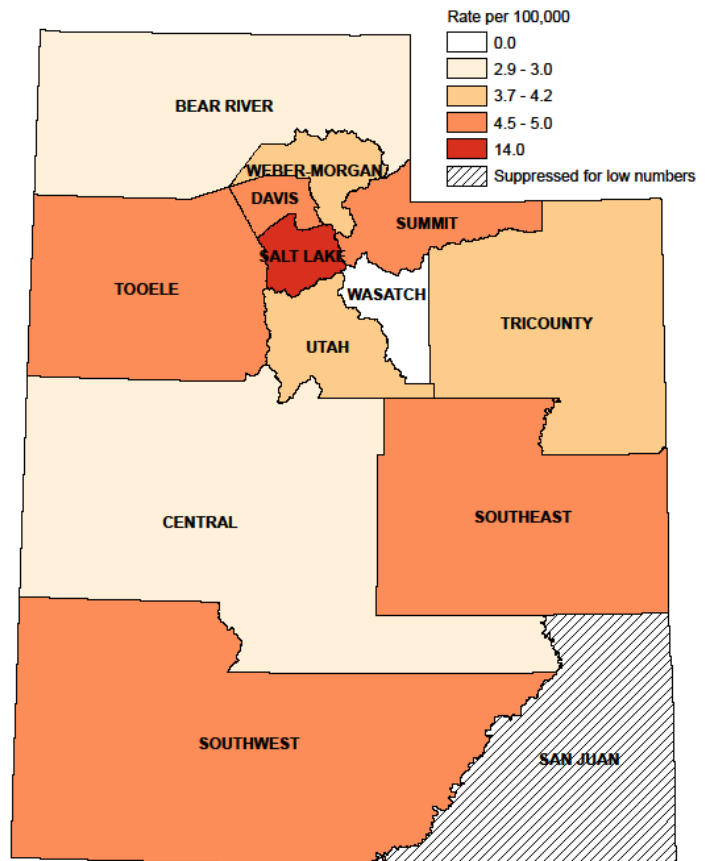 Rate per 100,000
0.0
2.9 - 3.0
3.7 - 4.2
4.5 - 5.0
14.0
Suppressed for low numbers
BEAR RIVER
WEBER-MORGAN
DAVIS
SUMMIT
SALT LAKE
TOOELE
WASATCH
TRICOUNTY
UTAH
CENTRAL
SOUTHEAST
SOUTHWEST
SAN JUAN